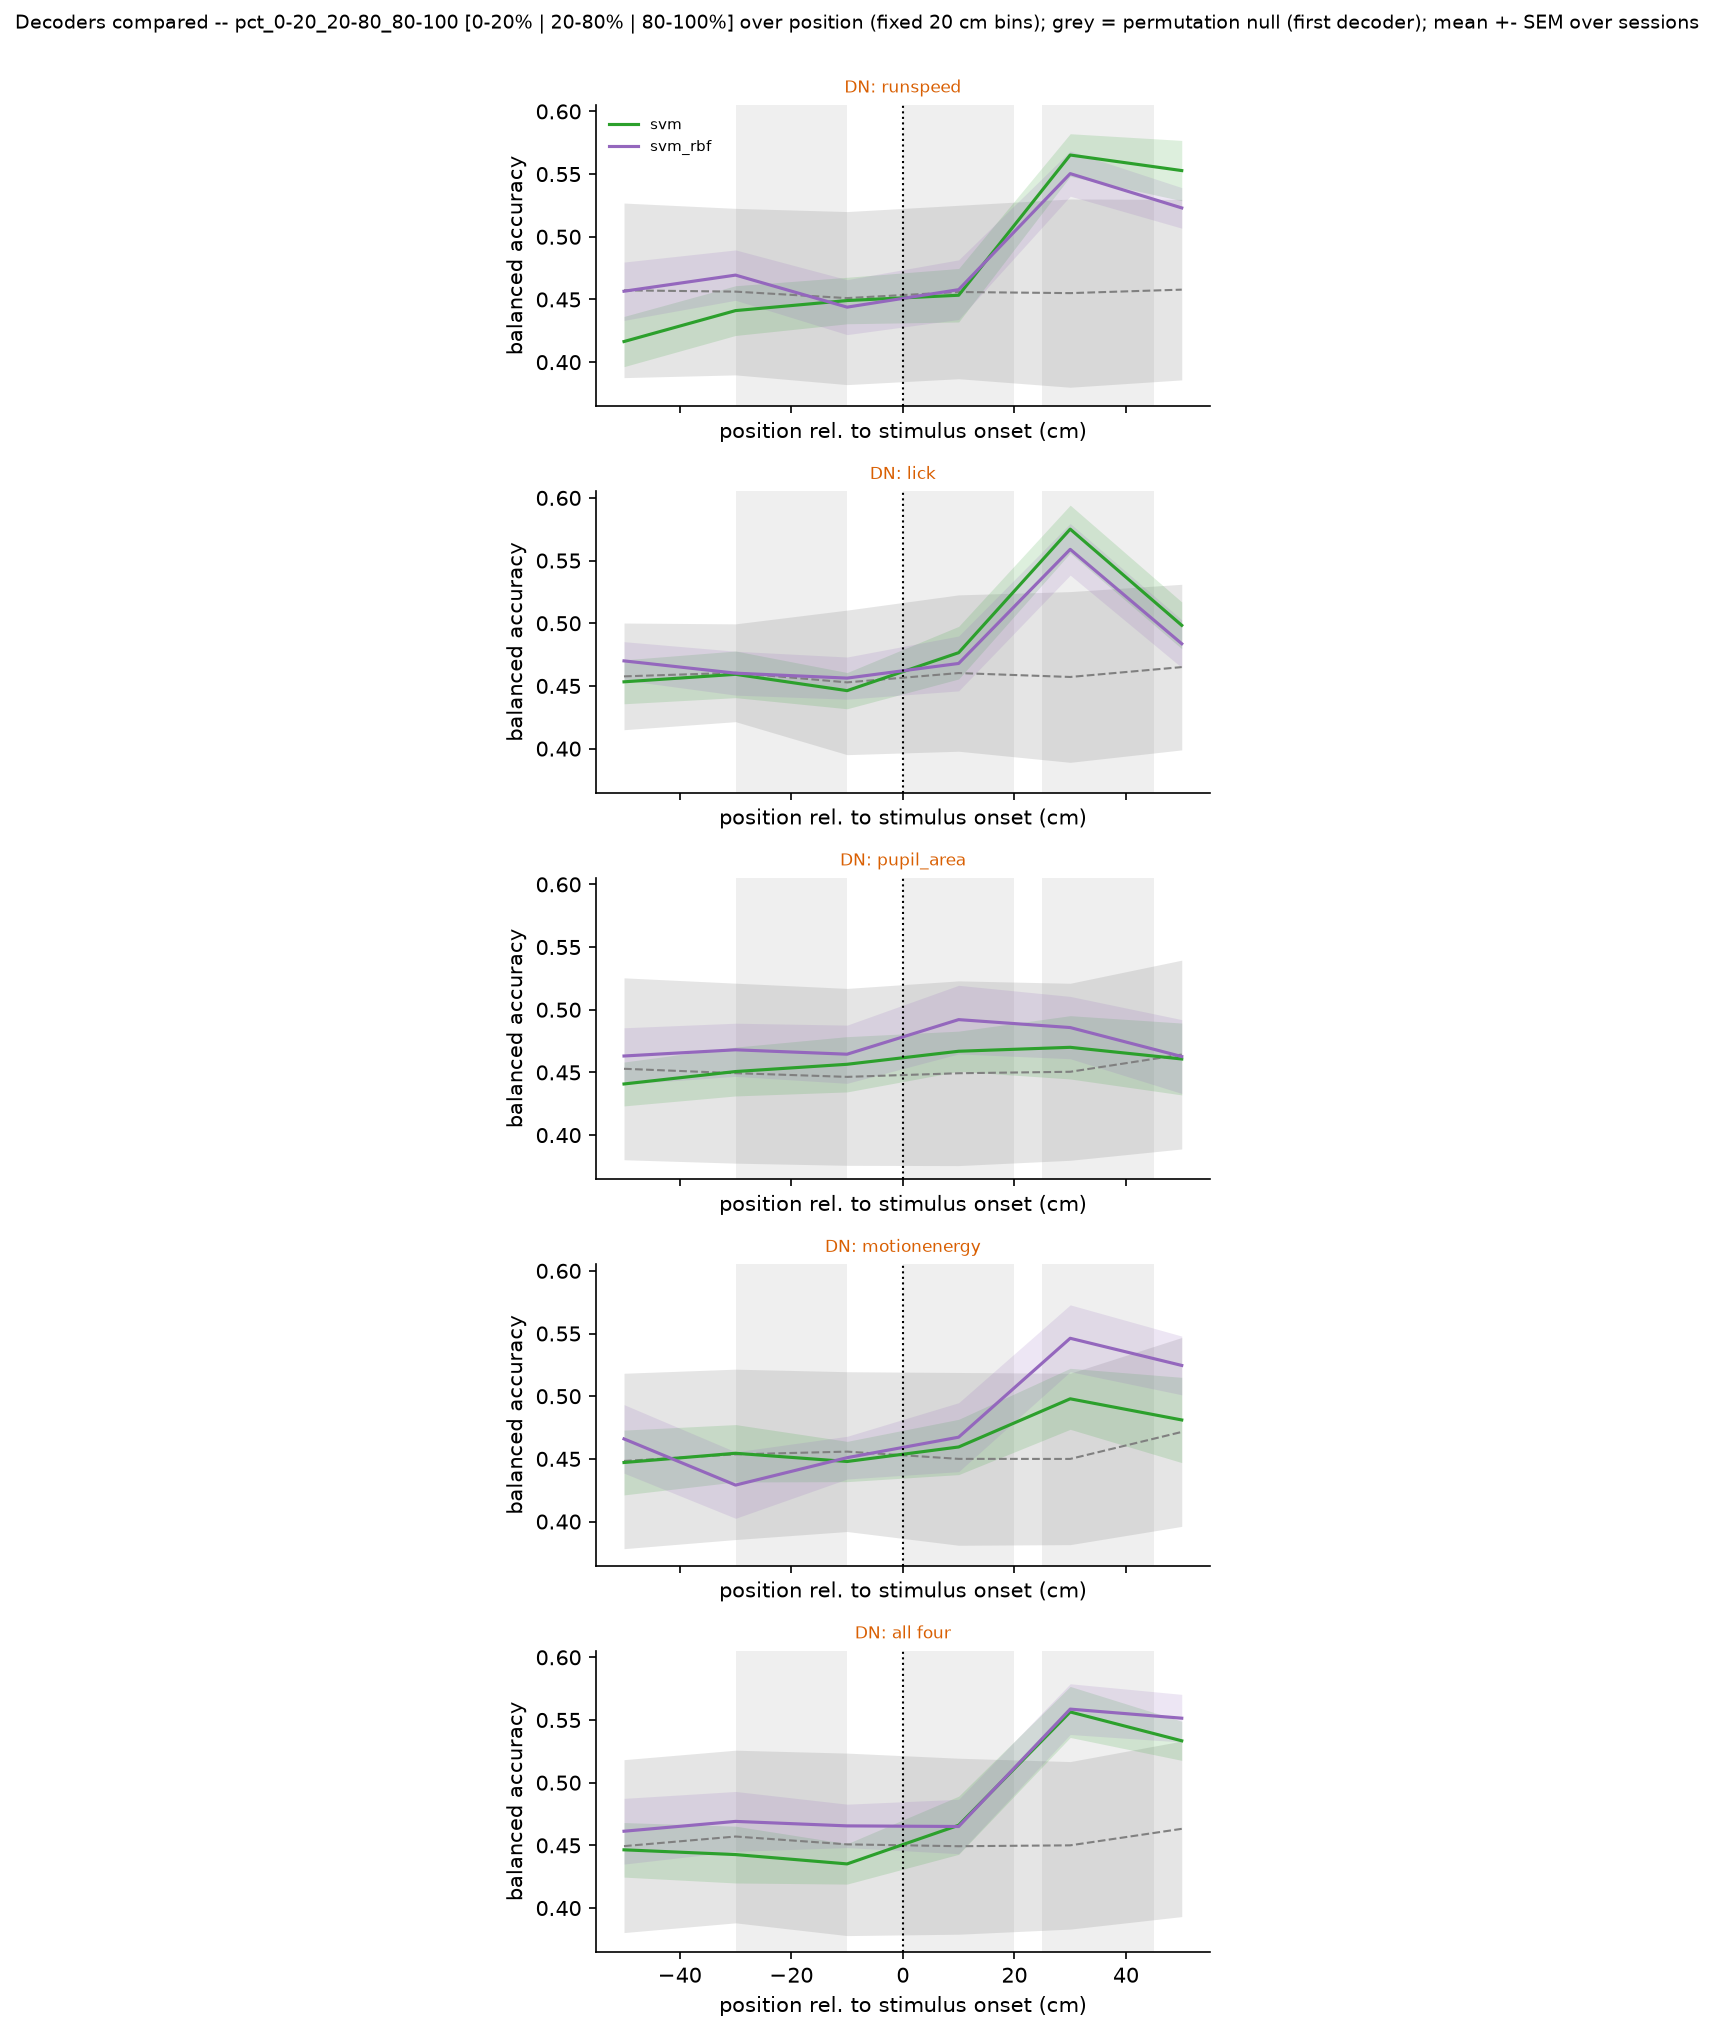 Decoders compared -- pct_0-20_20-80_80-100 [0-20% | 20-80% | 80-100%] over position (fixed 20 cm bins); grey = permutation null (first decoder); mean +- SEM over sessions
DN: runspeed
0.60
0.55
0.50
0.45
0.40
balanced accuracy
svm
svm_rbf
position rel. to stimulus onset (cm)
DN: lick
0.60
0.55
0.50
0.45
0.40
balanced accuracy
position rel. to stimulus onset (cm)
DN: pupil_area
0.60
0.55
0.50
0.45
0.40
balanced accuracy
position rel. to stimulus onset (cm)
DN: motionenergy
0.60
0.55
0.50
0.45
0.40
balanced accuracy
position rel. to stimulus onset (cm)
DN: all four
0.60
0.55
0.50
0.45
0.40
balanced accuracy
−40 −20 0 20 40
position rel. to stimulus onset (cm)